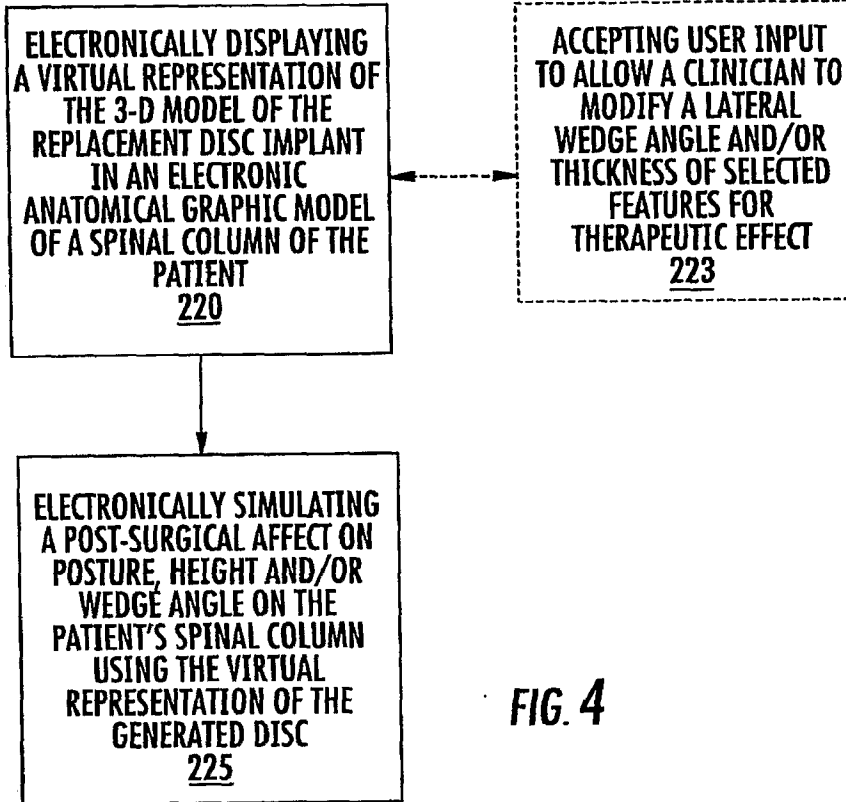 ELECTRONICALLY DISPLAYING
A VIRTUAL REPRESENTATION OF
THE 3-D MODEL OF THE
REPLACEMENT DISC IMPLANT
IN AN ELECTRONIC
ANATOMICAL GRAPHIC MODEL
OF A SPINAL COLUMN OF THE
PATIENT
220
ACCEPTING USER INPUT
TO ALLOW A CLINICIAN TO
MODIFY A LATERAL
WEDGE ANGLE AND/OR
THICKNESS OF SELECTED
FEATURES FOR
THERAPEUTIC EFFECT
223
ELECTRONICALLY SIMULATING
A POST-SURGICAL AFFECT ON
POSTURE, HEIGHT AND/OR
WEDGE ANGLE ON THE
PATIENT'S SPINAL COLUMN
USING THE VIRTUAL
REPRESENTATION OF THE
GENERATED DISC
225
FIG. 4